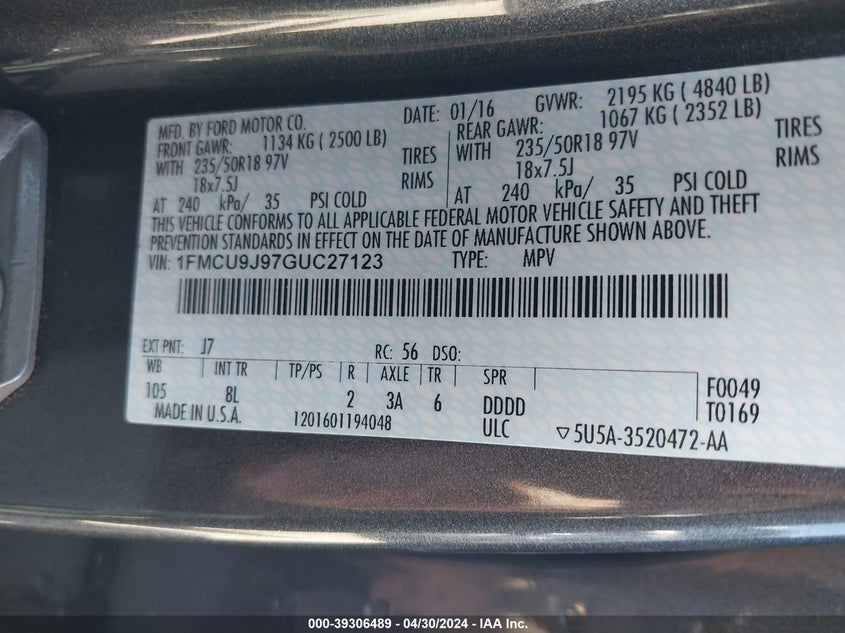 MFD. BY FORD MOTOR CO.
DATE: 01/16 GVWR: 2195 KG ( 4840 LB)
FRONT GAWR: 1134 KG ( 2500 LB)
WITH 235/50R18 97V TIRES
18x7.5J RIMS
AT 240 kPa/ 35 PSI COLD
REAR GAWR: 1067 KG ( 2352 LB)
WITH 235/50R18 97V TIRES
18x7.5J RIMS
AT 240 kPa/ 35 PSI COLD
THIS VEHICLE CONFORMS TO ALL APPLICABLE FEDERAL MOTOR VEHICLE SAFETY AND THEFT
PREVENTION STANDARDS IN EFFECT ON THE DATE OF MANUFACTURE SHOWN ABOVE.
VIN: 1FMCU9J97GUC27123 TYPE: MPV
EXT PNT: J7 RC: 56 DSO:
WB INT TR TP/PS R AXLE TR SPR
105 8L 2 3A 6 DDDD F0049
MADE IN U.S.A. 1201601194048 ULC T0169
▽5U5A-3520472-AA
000-39306489 - 04/30/2024 - IAA Inc.